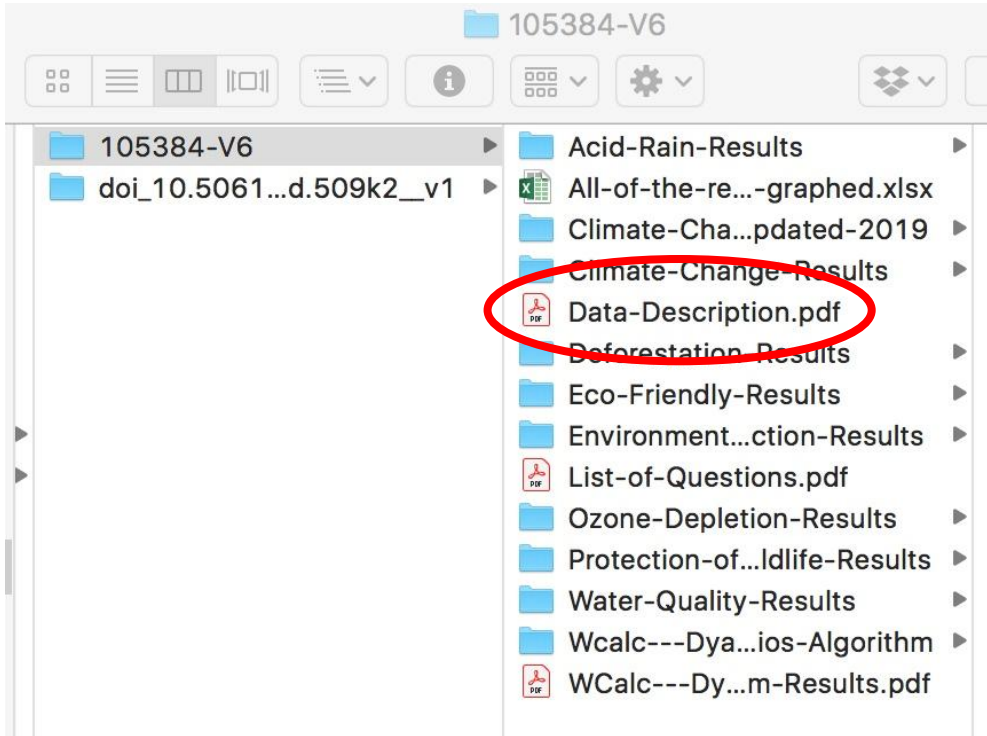 105384-V6
105384-V6
doi_10.5061...d.509k2__v1
Acid-Rain-Results
All-of-the-re...-graphed.xlsx
Climate-Cha...pdated-2019
Climate-Change-Results
Data-Description.pdf
Deforestation-Results
Eco-Friendly-Results
Environment...ction-Results
List-of-Questions.pdf
Ozone-Depletion-Results
Protection-of...ldlife-Results
Water-Quality-Results
Wcalc---Dya...ios-Algorithm
WCalc---Dy...m-Results.pdf